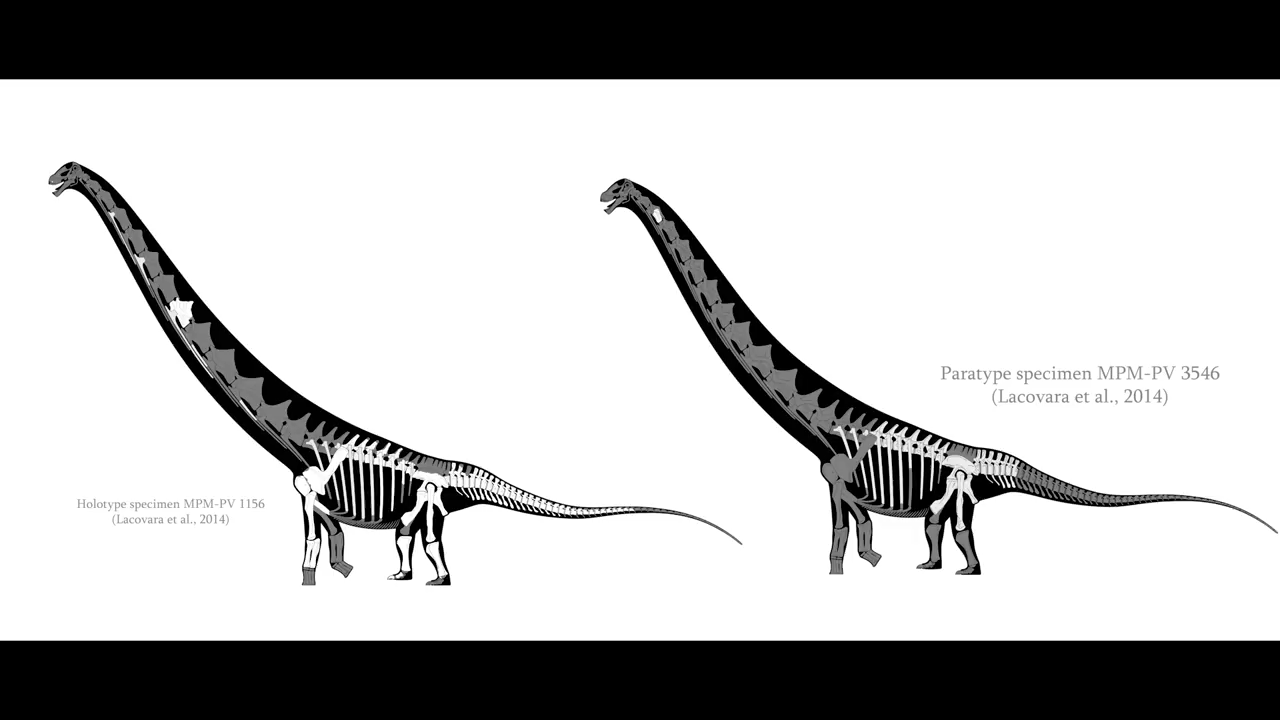 Paratype specimen MPM-PV 3546
(Lacovara et al., 2014)
Holotype specimen MPM-PV 1156
(Lacovara et al., 2014)